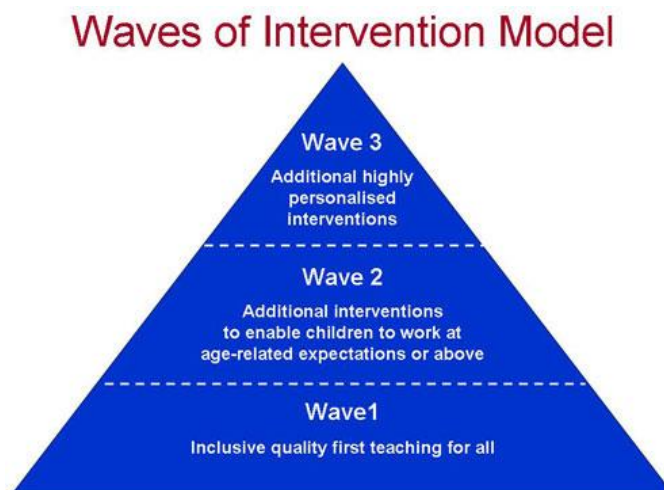 Waves of Intervention Model
Wave 3
Additional highly
personalised
interventions
Wave 2
Additional interventions
to enable children to work at
age-related expectations or above
Wave1
Inclusive quality first teaching for all